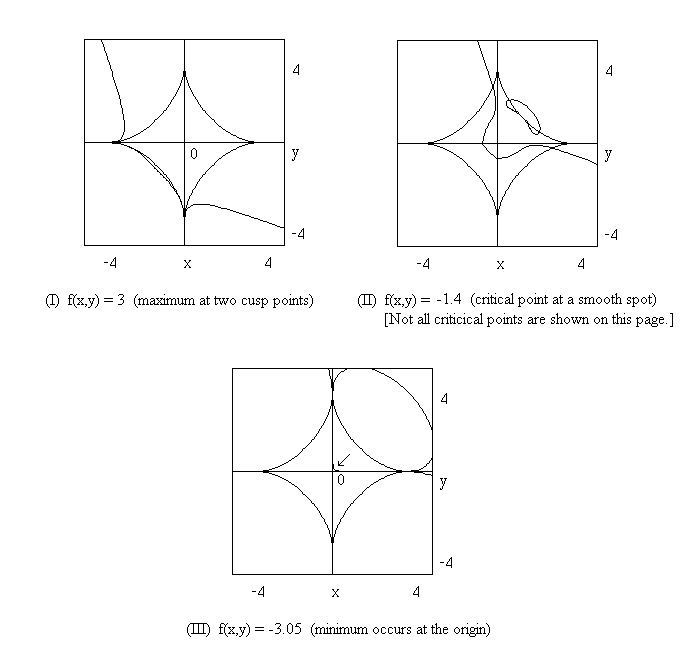 4
0
y
-4
-4 x 4
(I) f(x,y) = 3 (maximum at two cusp points)
4
y
-4
-4 x 4
(II) f(x,y) = -1.4 (critical point at a smooth spot)
[Not all criticical points are shown on this page.]
4
0
y
-4
-4 x 4
(III) f(x,y) = -3.05 (minimum occurs at the origin)